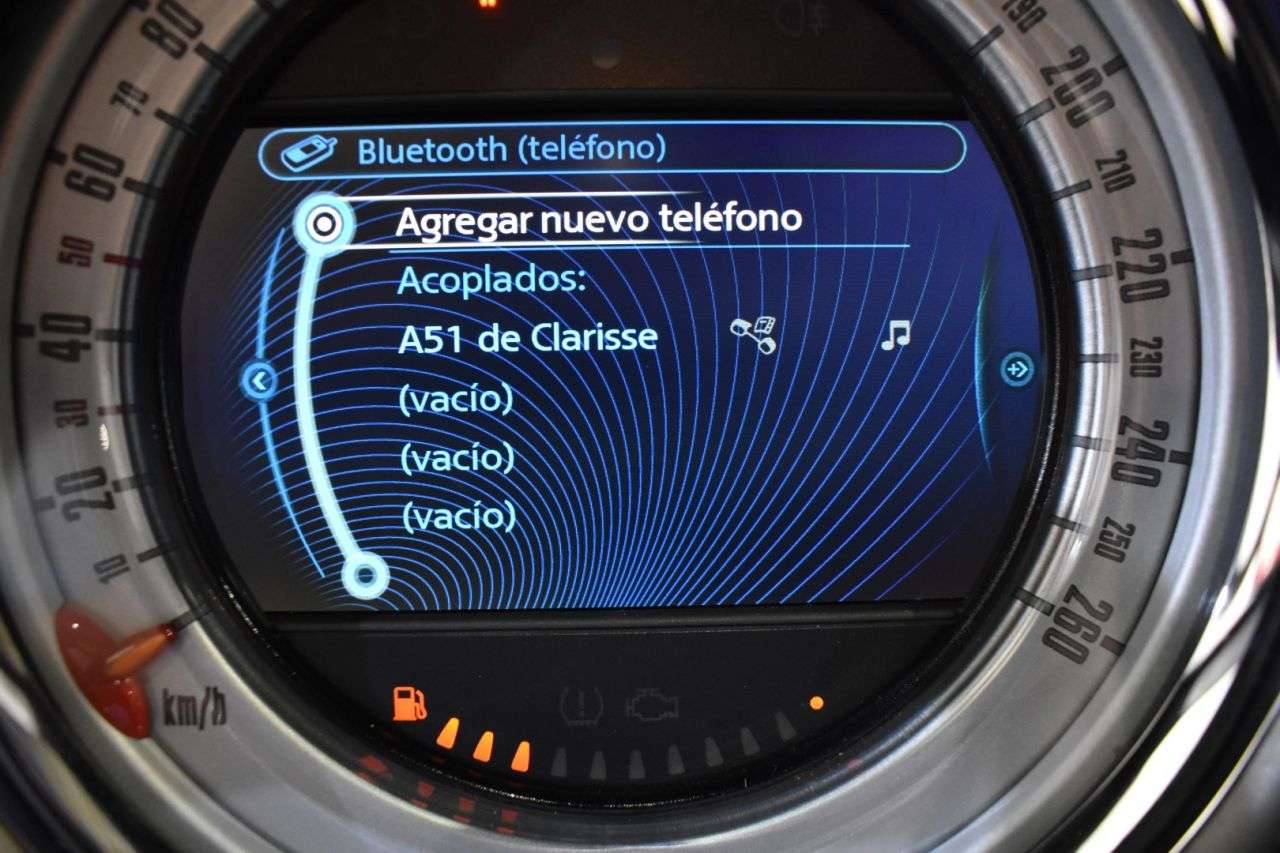 Bluetooth (teléfono)
Agregar nuevo teléfono
Acoplados:
A51 de Clarisse
(vacío)
(vacío)
(vacío)
80
70
60
50
40
30
20
10
km/h
190
200
210
220
230
240
250
260